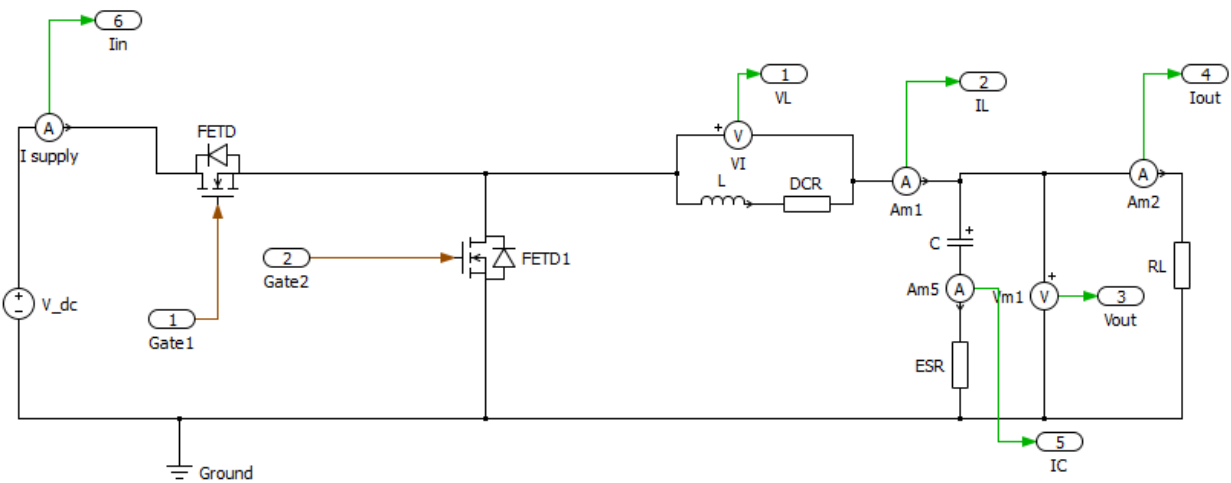 6
Iin
A
I supply
FETD
1
VL
+
V
VI
L
DCR
2
IL
A
Am1
4
Iout
A
Am2
2
Gate2
FETD1
+
C
Am5
A
+
Vm1
V
3
Vout
RL
+
V_dc
1
Gate1
ESR
5
IC
Ground